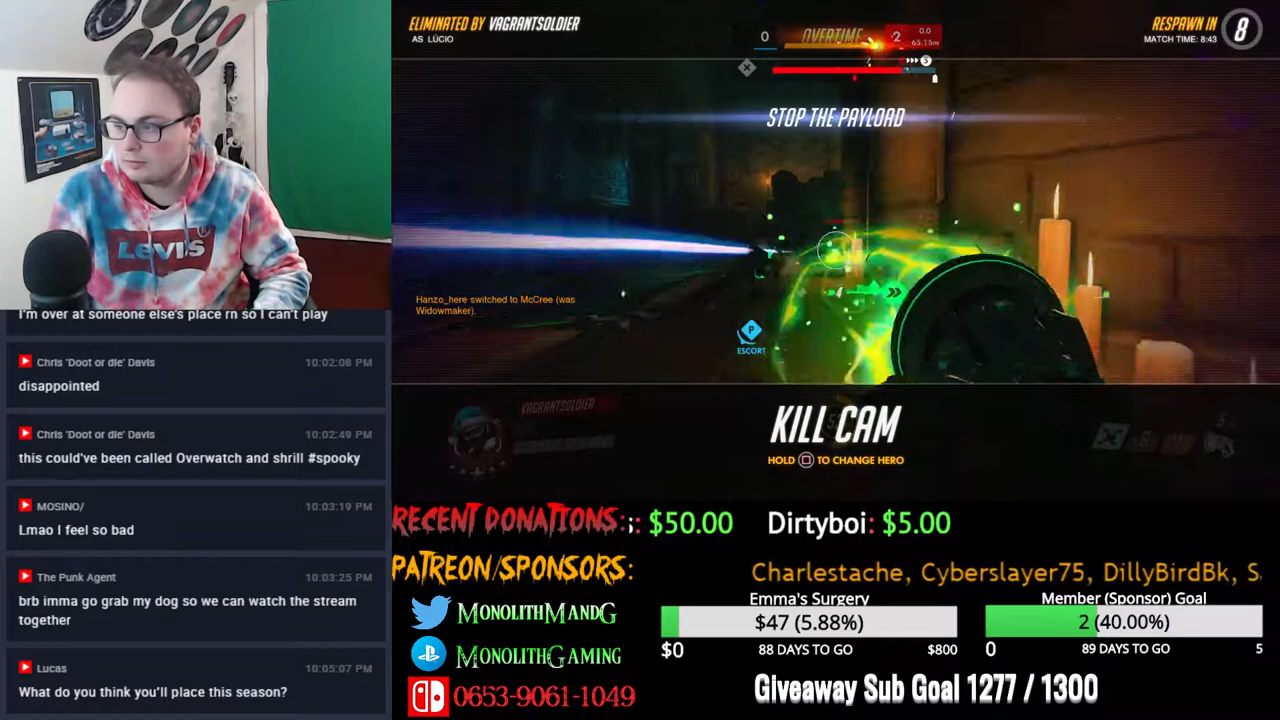 ELIMINATED BY VAGRANTSOLDIER
AS LÚCIO
0
OVERTIME
2
0.0
65.15m
RESPAWN IN 8
MATCH TIME: 8:43
STOP THE PAYLOAD
Hanzo_here switched to McCree (was
Widowmaker).
P
ESCORT
4
VAGRANTSOLDIER
KILL CAM
HOLD TO CHANGE HERO
Levi's
I'm over at someone else's place rn so I can't play
Chris 'Doot or die' Davis 10:02:08 PM
disappointed
Chris 'Doot or die' Davis 10:02:49 PM
this could've been called Overwatch and shrill #spooky
MOSINO/ 10:03:19 PM
Lmao I feel so bad
The Punk Agent 10:03:25 PM
brb imma go grab my dog so we can watch the stream
together
Lucas 10:05:07 PM
What do you think you'll place this season?
RECENT DONATIONS: : $50.00 Dirtyboi: $5.00
PATREON/SPONSORS: Charlestache, Cyberslayer75, DillyBirdBk, S
MonolithMandG
MonolithGaming
0653-9061-1049
Emma's Surgery
$47 (5.88%)
$0 88 DAYS TO GO $800
Member (Sponsor) Goal
2 (40.00%)
0 89 DAYS TO GO 5
Giveaway Sub Goal 1277 / 1300